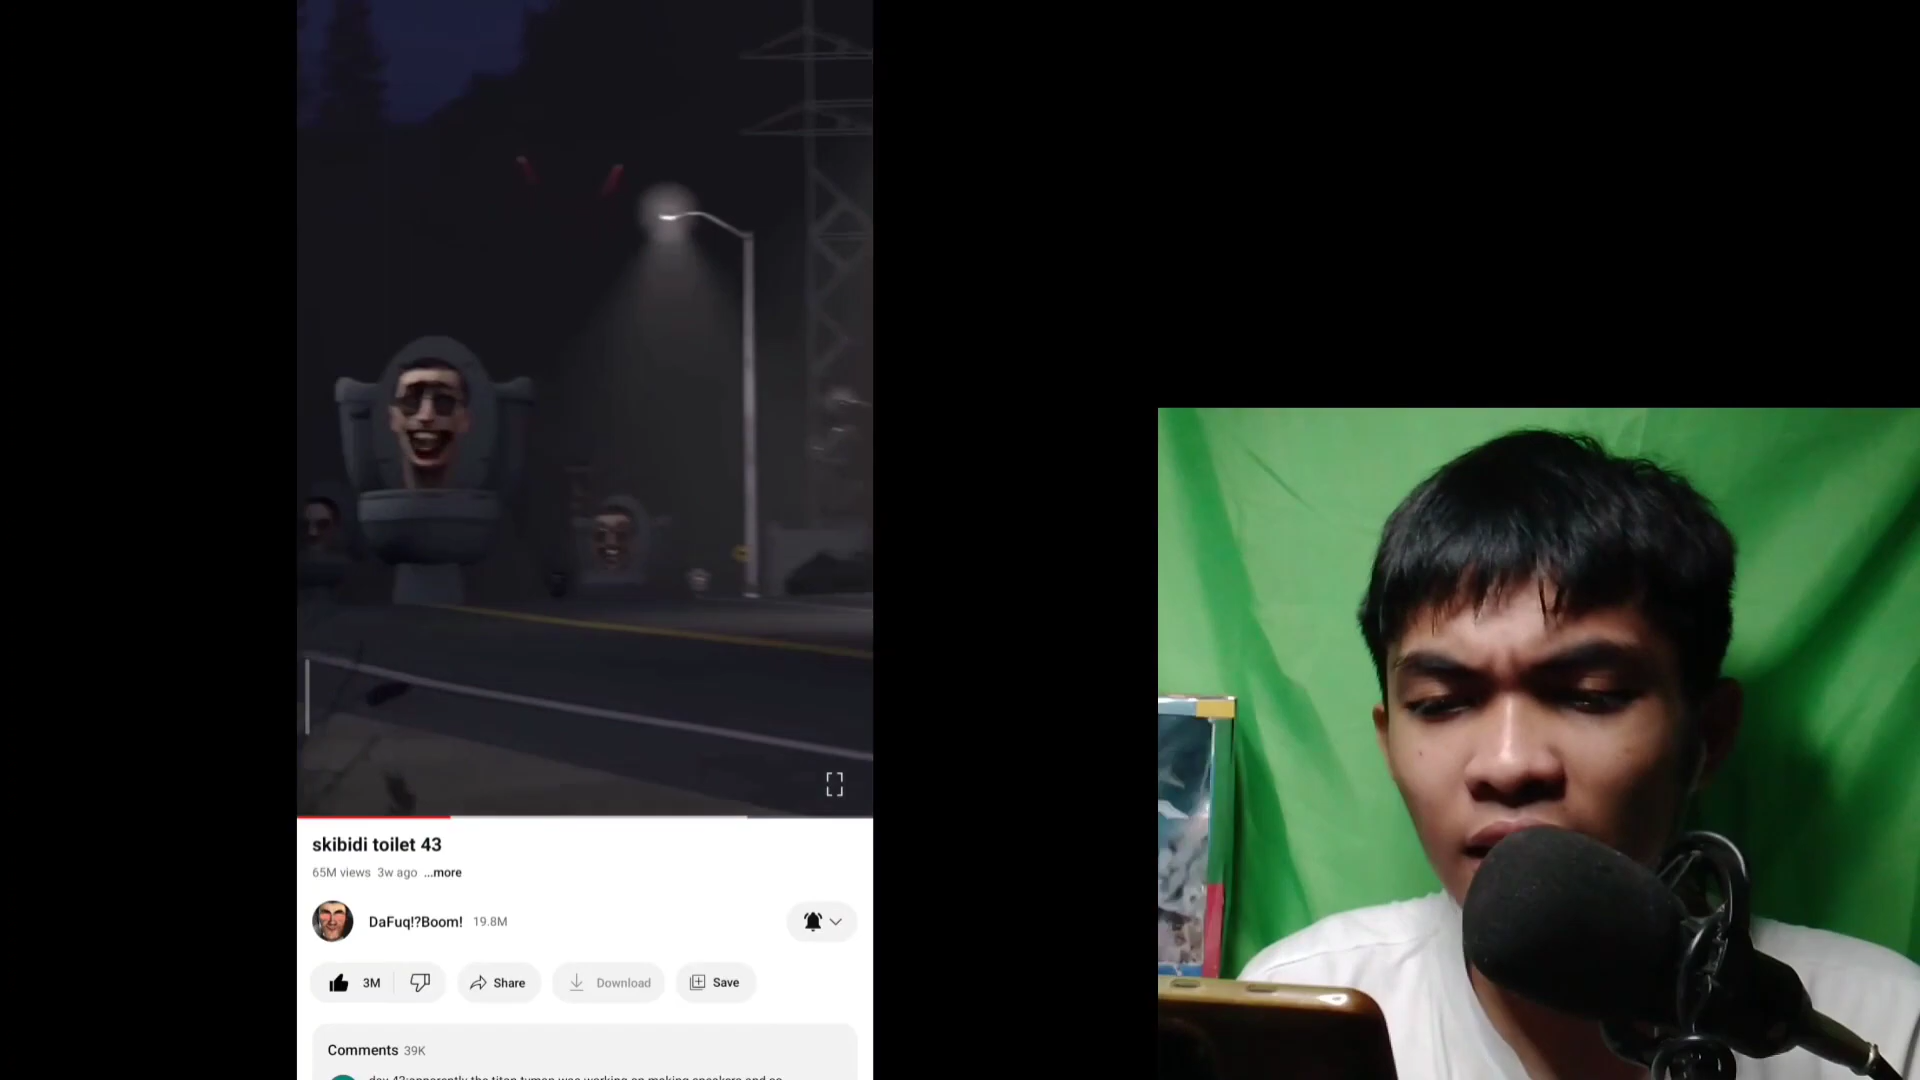 skibidi toilet 43
65M views 3w ago ...more
DaFuq!?Boom! 19.8M
3M Share Download Save
Comments 39K